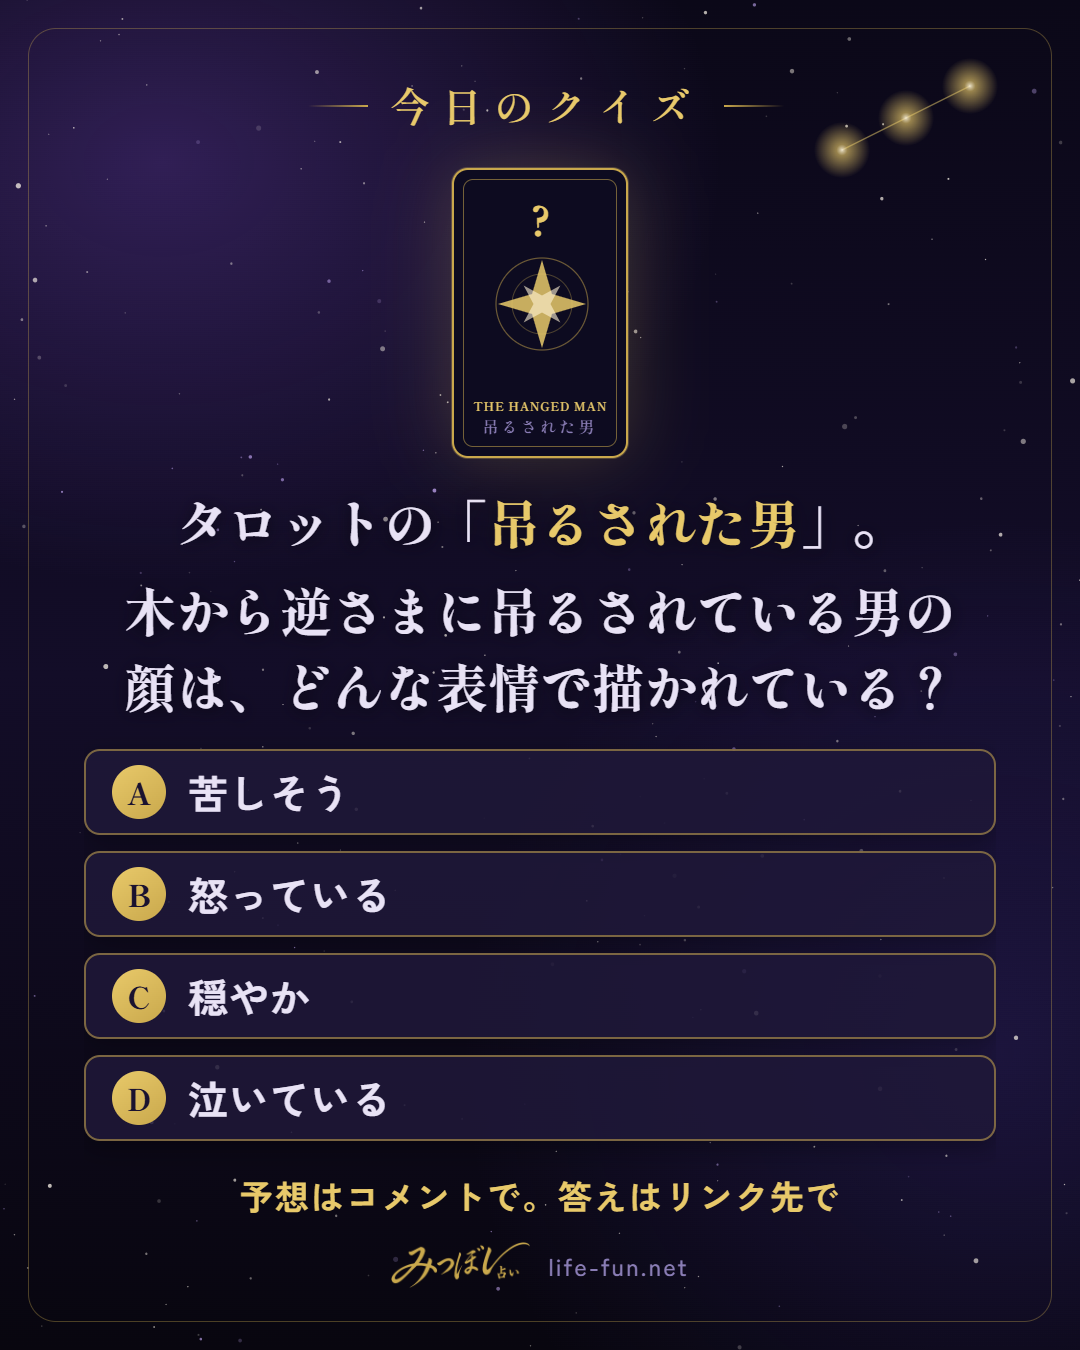 今日のクイズ
?
THE HANGED MAN
吊るされた男
タロットの「吊るされた男」。
木から逆さまに吊るされている男の
顔は、どんな表情で描かれている？
A 苦しそう
B 怒っている
C 穏やか
D 泣いている
予想はコメントで。答えはリンク先で
みつぼし占い life-fun.net